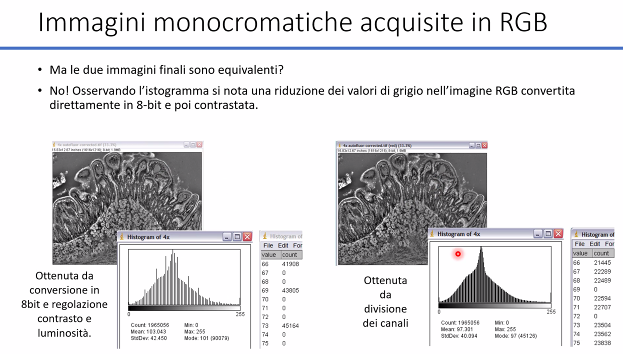 Immagini monocromatiche acquisite in RGB
• Ma le due immagini finali sono equivalenti?
• No! Osservando l'istogramma si nota una riduzione dei valori di grigio nell'imagine RGB convertita
direttamente in 8-bit e poi contrastata.
Histogram of 4x
0
255
Count: 1965056
Min: 0
Mean: 103.043
Max: 255
StdDev: 42.450
Mode: 101 (90079)
Histogram of
File Edit For
value count
66 41908
67 0
68 0
69 43805
70 0
71 0
72 0
73 45164
74 0
75 0
Ottenuta da
conversione in
8bit e regolazione
contrasto e
luminosità.
Histogram of 4x
0
255
Count: 1965056
Min: 0
Mean: 97.301
Max: 255
StdDev: 40.094
Mode: 97 (45126)
Histogram of
File Edit Fo
value count
66 21445
67 22289
68 22489
69 0
70 22594
71 22707
72 0
73 23604
74 23562
75 23838
Ottenuta
da
divisione
dei canali